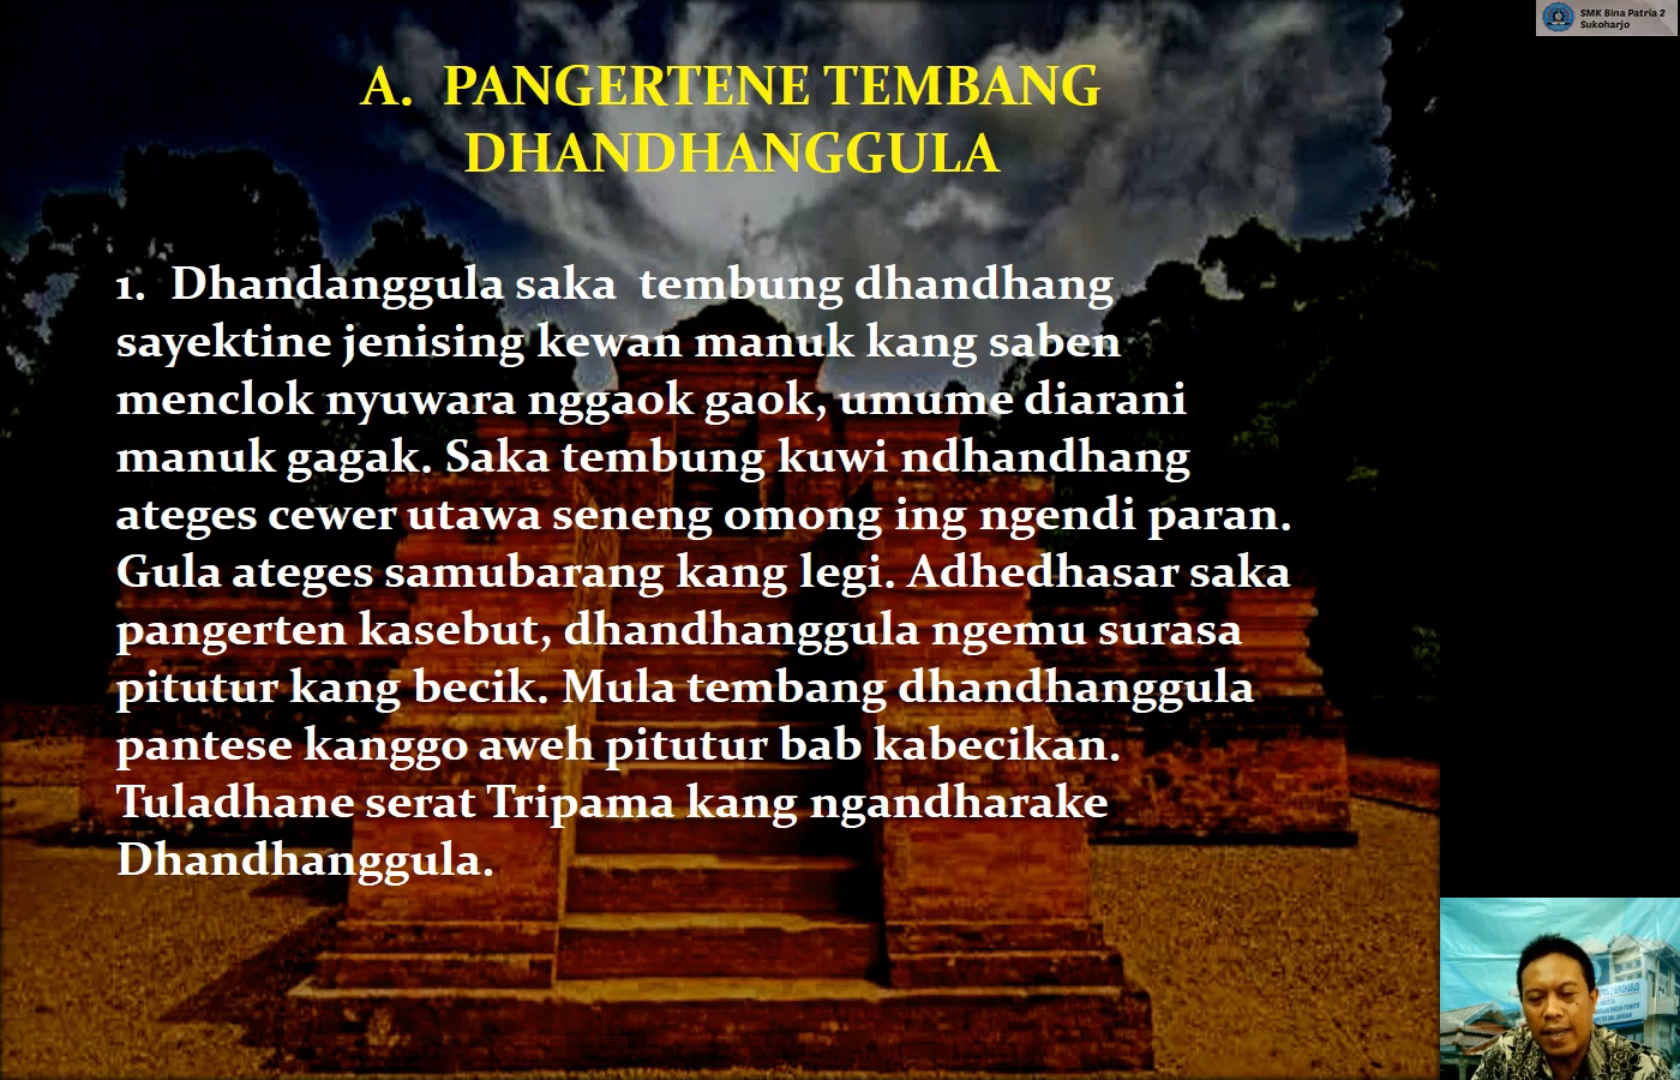 SMK Bina Patria 2
Sukoharjo
A. PANGERTENE TEMBANG
DHANDHANGGULA
1. Dhandanggula saka tembung dhandhang
sayektine jenising kewan manuk kang saben
menclok nyuwara nggaok gaok, umume diarani
manuk gagak. Saka tembung kuwi ndhandhang
ateges cewer utawa seneng omong ing ngendi paran.
Gula ateges samubarang kang legi. Adhedhasar saka
pangerten kasebut, dhandhanggula ngemu surasa
pitutur kang becik. Mula tembang dhandhanggula
pantese kanggo aweh pitutur bab kabecikan.
Tuladhane serat Tripama kang ngandharake
Dhandhanggula.